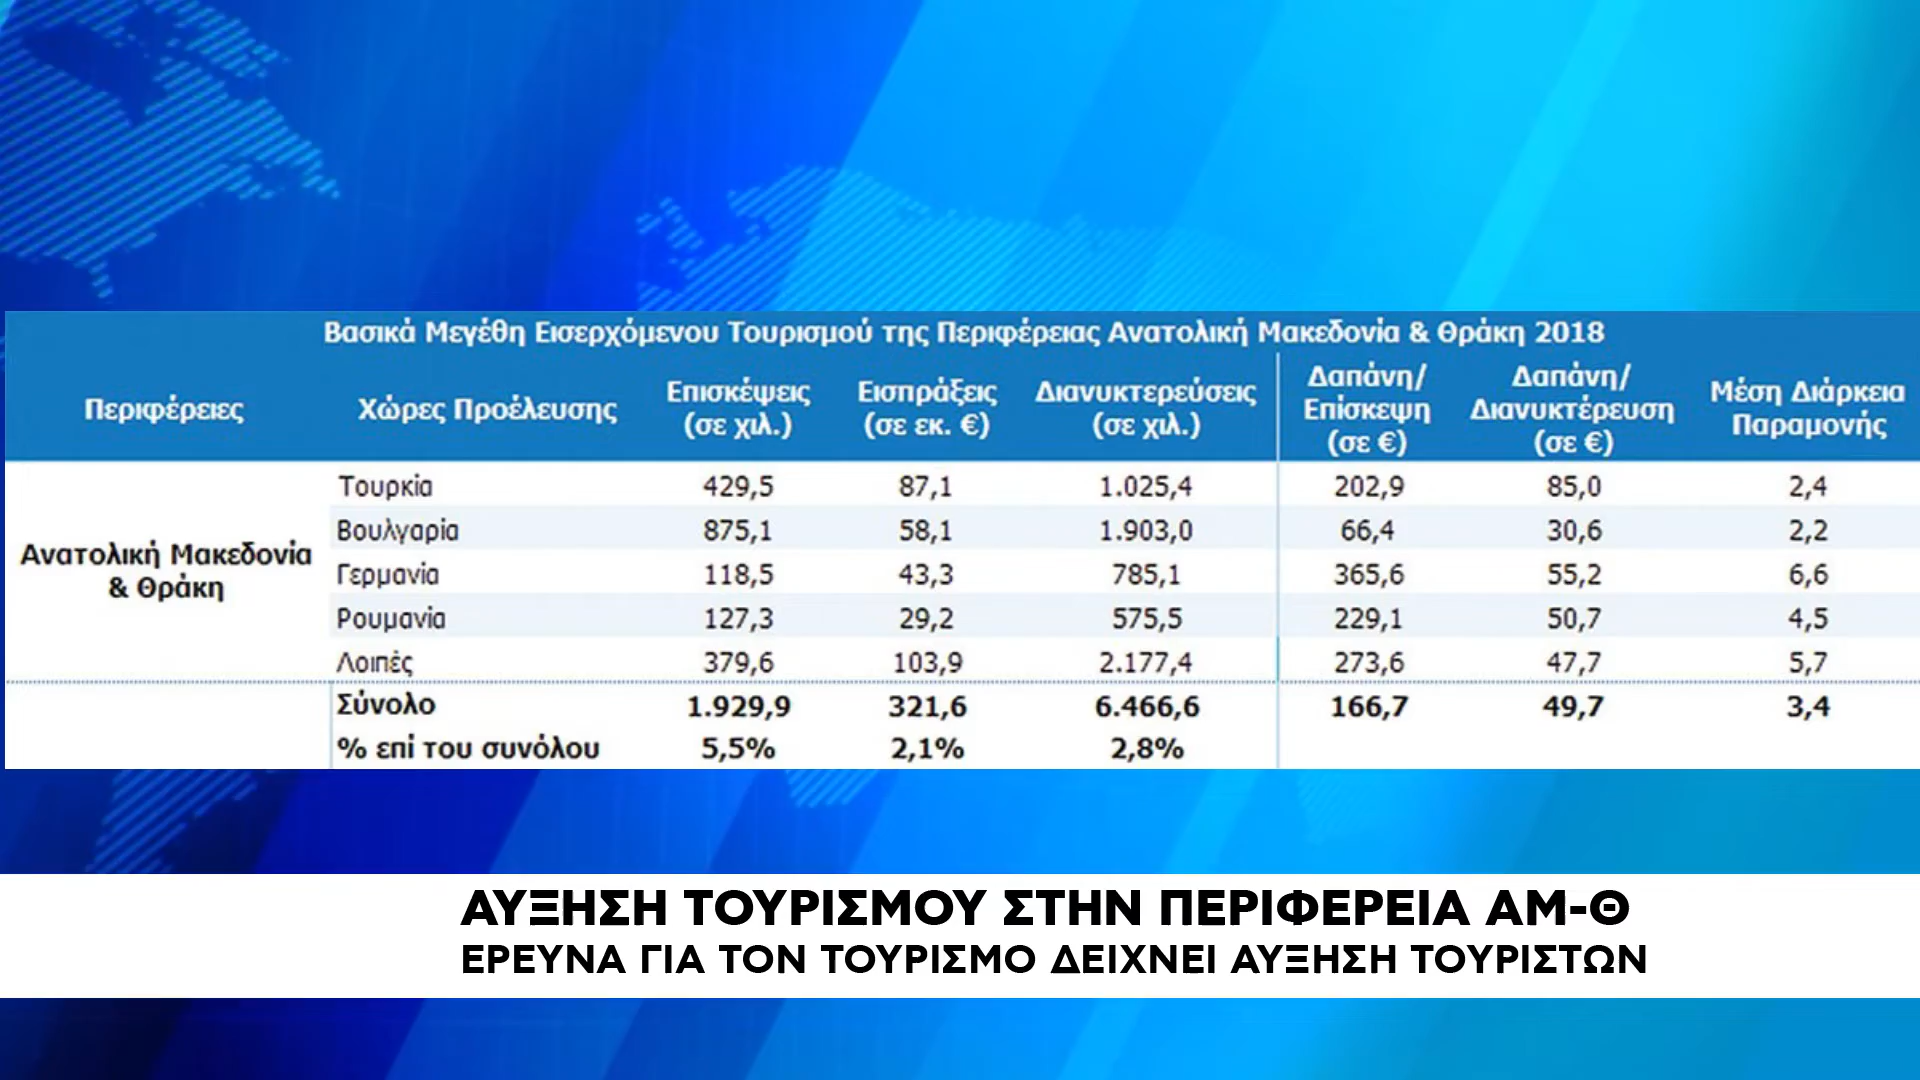 Βασικά Μεγέθη Εισερχόμενου Τουρισμού της Περιφέρειας Ανατολική Μακεδονία & Θράκη 2018
Περιφέρειες Χώρες Προέλευσης Επισκέψεις (σε χιλ.) Εισπράξεις (σε εκ. €) Διανυκτερεύσεις (σε χιλ.) Δαπάνη/ Επίσκεψη (σε €) Δαπάνη/ Διανυκτέρευση (σε €) Μέση Διάρκεια Παραμονής
Ανατολική Μακεδονία & Θράκη
Τουρκία 429,5 87,1 1.025,4 202,9 85,0 2,4
Βουλγαρία 875,1 58,1 1.903,0 66,4 30,6 2,2
Γερμανία 118,5 43,3 785,1 365,6 55,2 6,6
Ρουμανία 127,3 29,2 575,5 229,1 50,7 4,5
Λοιπές 379,6 103,9 2.177,4 273,6 47,7 5,7
Σύνολο 1.929,9 321,6 6.466,6 166,7 49,7 3,4
% επί του συνόλου 5,5% 2,1% 2,8%
ΑΥΞΗΣΗ ΤΟΥΡΙΣΜΟΥ ΣΤΗΝ ΠΕΡΙΦΕΡΕΙΑ ΑΜ-Θ
ΕΡΕΥΝΑ ΓΙΑ ΤΟΝ ΤΟΥΡΙΣΜΟ ΔΕΙΧΝΕΙ ΑΥΞΗΣΗ ΤΟΥΡΙΣΤΩΝ